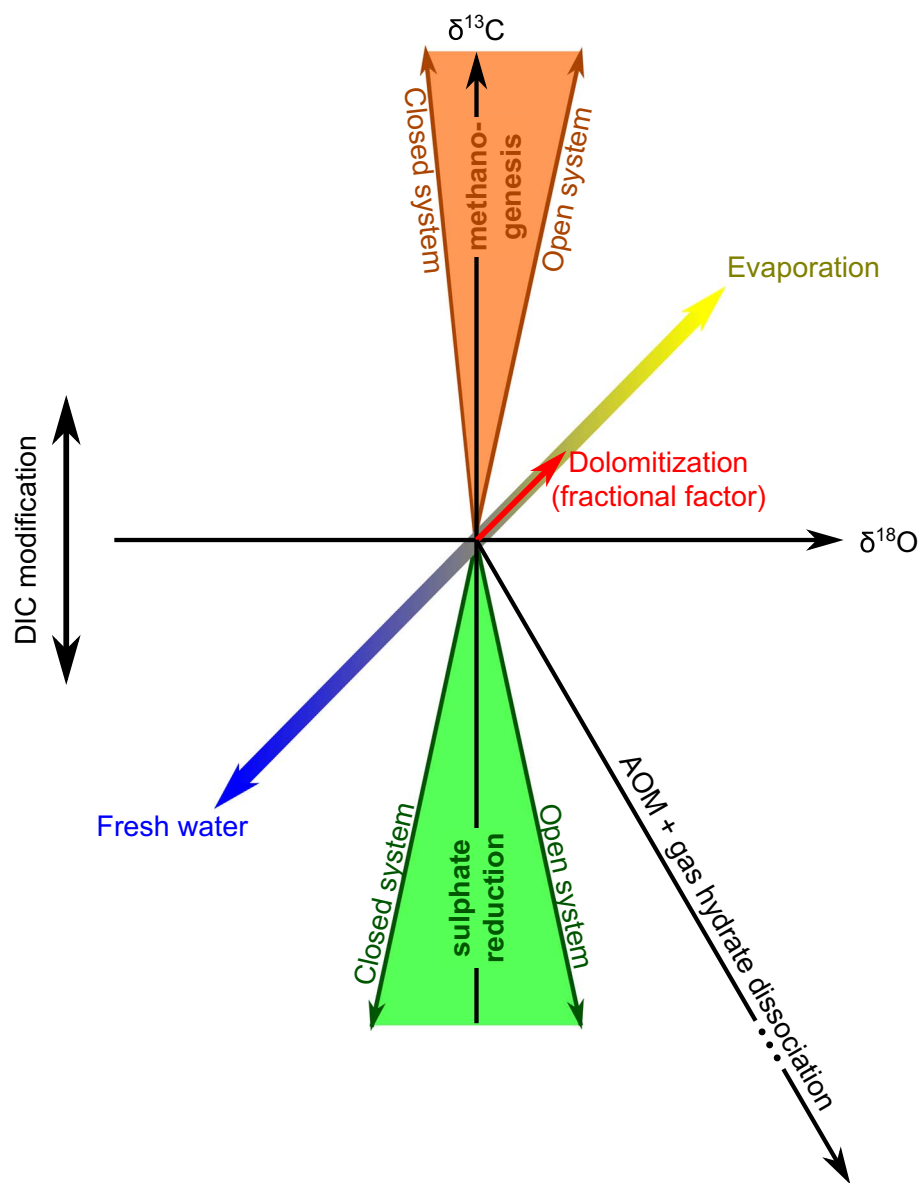 δ¹³C
Closed system
methano-
genesis
Open system
Evaporation
Dolomitization
(fractional factor)
δ¹⁸O
DIC modification
Fresh water
Closed system
sulphate
reduction
Open system
AOM + gas hydrate dissociation